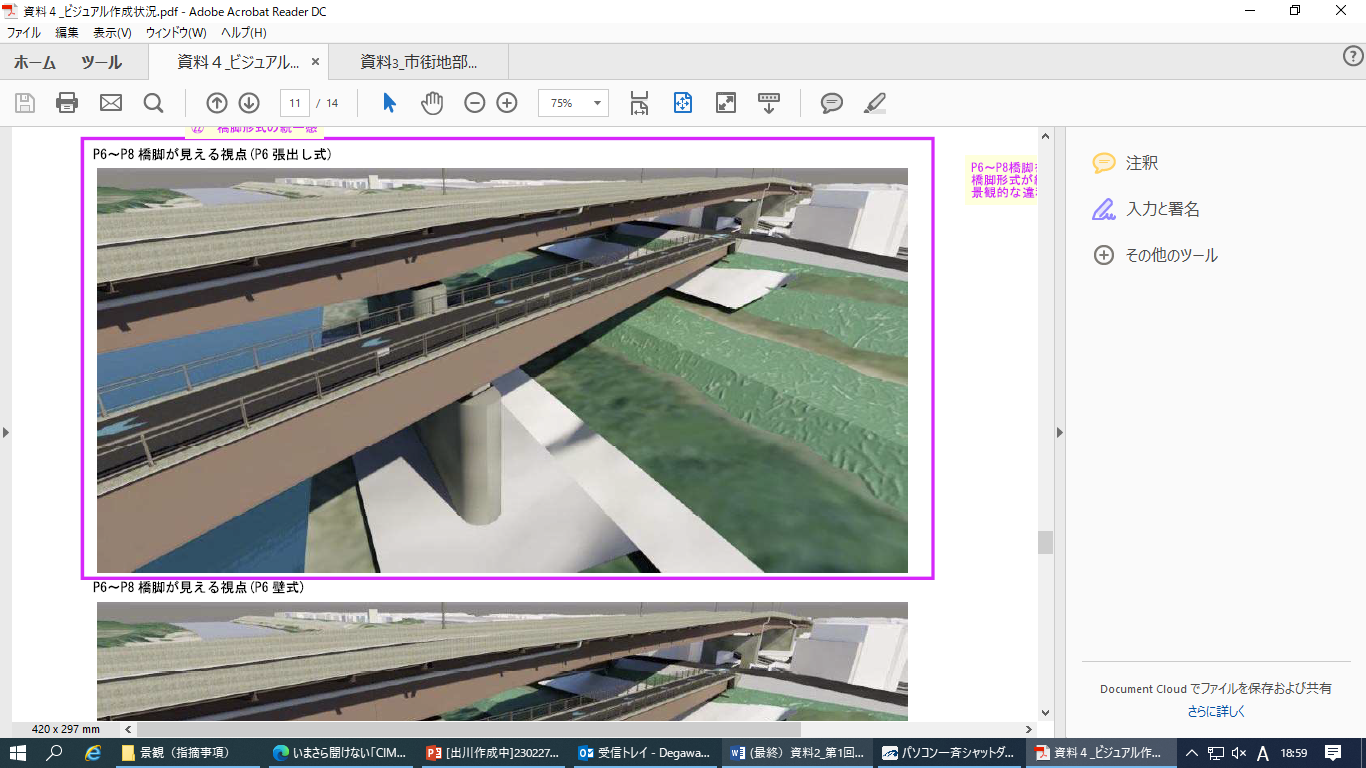 資料４_ビジュアル作成状況.pdf - Adobe Acrobat Reader DC
ファイル 編集 表示(V) ウィンドウ(W) ヘルプ(H)
ホーム ツール 資料４_ビジュアル... × 資料3_市街地部...
11 / 14 75%
橋脚形式の統一感
P6～P8 橋脚が見える視点(P6 張出し式)
P6～P8橋脚
橋脚形式が
景観的な違
注釈
入力と署名
その他のツール
P6～P8 橋脚が見える視点(P6 壁式)
Document Cloud でファイルを保存および共有
さらに詳しく
420 x 297 mm
景観（指摘事項）
いまさら聞けない「CIM...
[出川作成中]230227...
受信トレイ - Degawa...
(最終）資料2_第1回...
パソコン一斉シャットダ...
資料４_ビジュアル作...
A 18:59